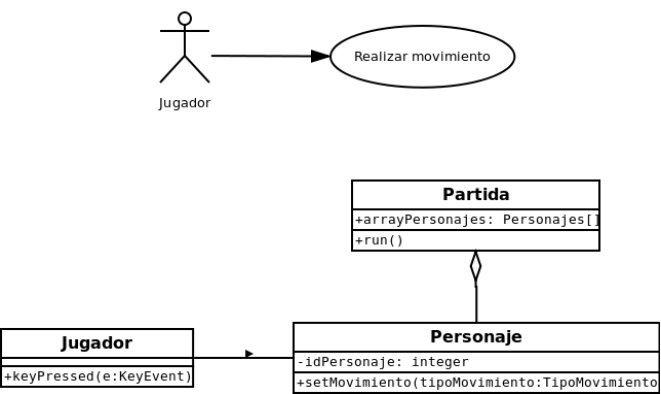 Realizar movimiento
Jugador
Partida
+arrayPersonajes: Personajes[]
+run()
Jugador
+keyPressed(e:KeyEvent)
Personaje
-idPersonaje: integer
+setMovimiento(tipoMovimiento:TipoMovimiento